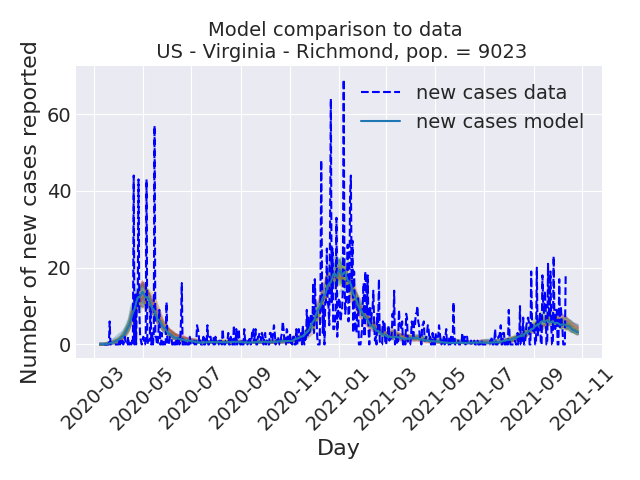 Model comparison to data
US - Virginia - Richmond, pop. = 9023
Number of new cases reported
60
40
20
0
new cases data
new cases model
2020-03
2020-05
2020-07
2020-09
2020-11
2021-01
2021-03
2021-05
2021-07
2021-09
2021-11
Day